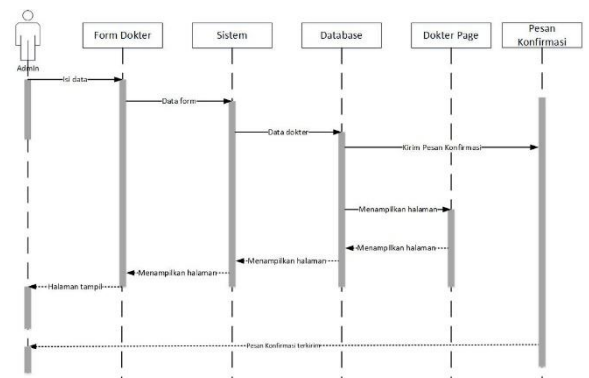 Form Dokter
Sistem
Database
Dokter Page
Pesan
Konfirmasi
Admin
Isi data
Data form
Data dokter
Kirim Pesan Konfirmasi
Menampilkan halaman
Menampilkan halaman
Menampilkan halaman
Menampilkan halaman
Halaman tampil
Pesan Konfirmasi terkirim